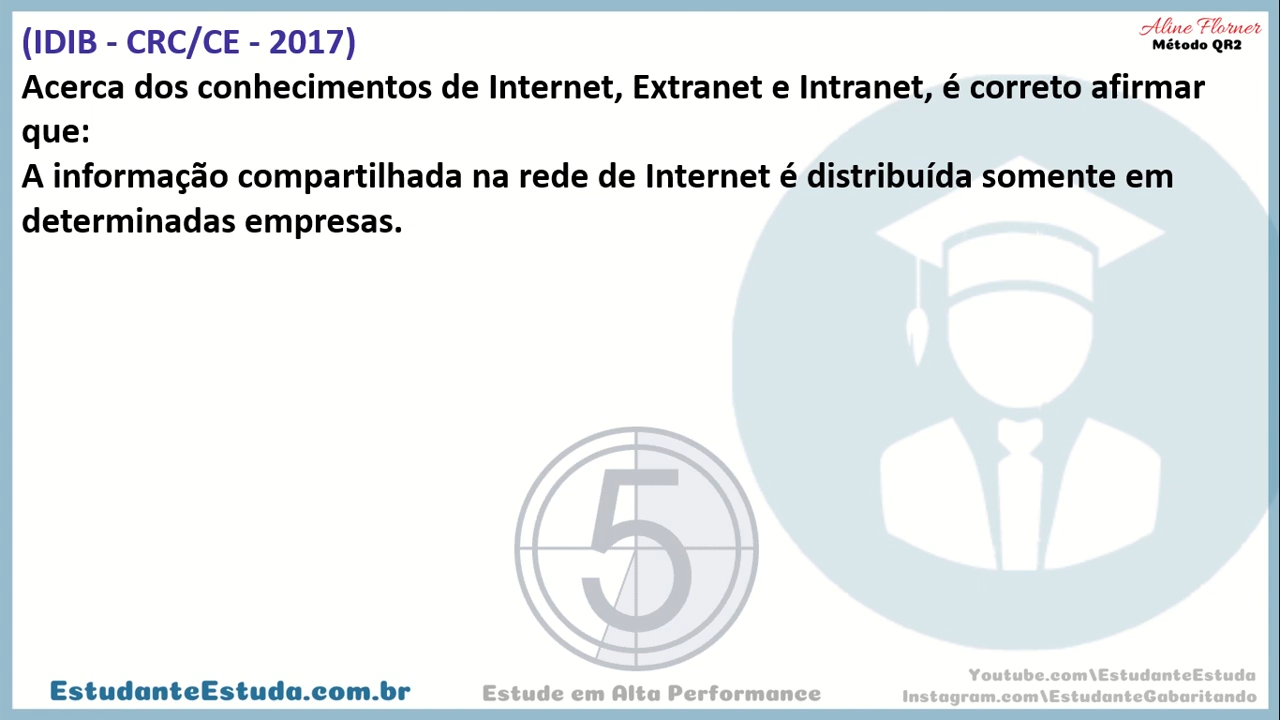 (IDIB - CRC/CE - 2017)
Aline Florner
Método QR2
Acerca dos conhecimentos de Internet, Extranet e Intranet, é correto afirmar
que:
A informação compartilhada na rede de Internet é distribuída somente em
determinadas empresas.
5
EstudanteEstuda.com.br
Estude em Alta Performance
Youtube.com\EstudanteEstuda
Instagram.com\EstudanteGabaritando